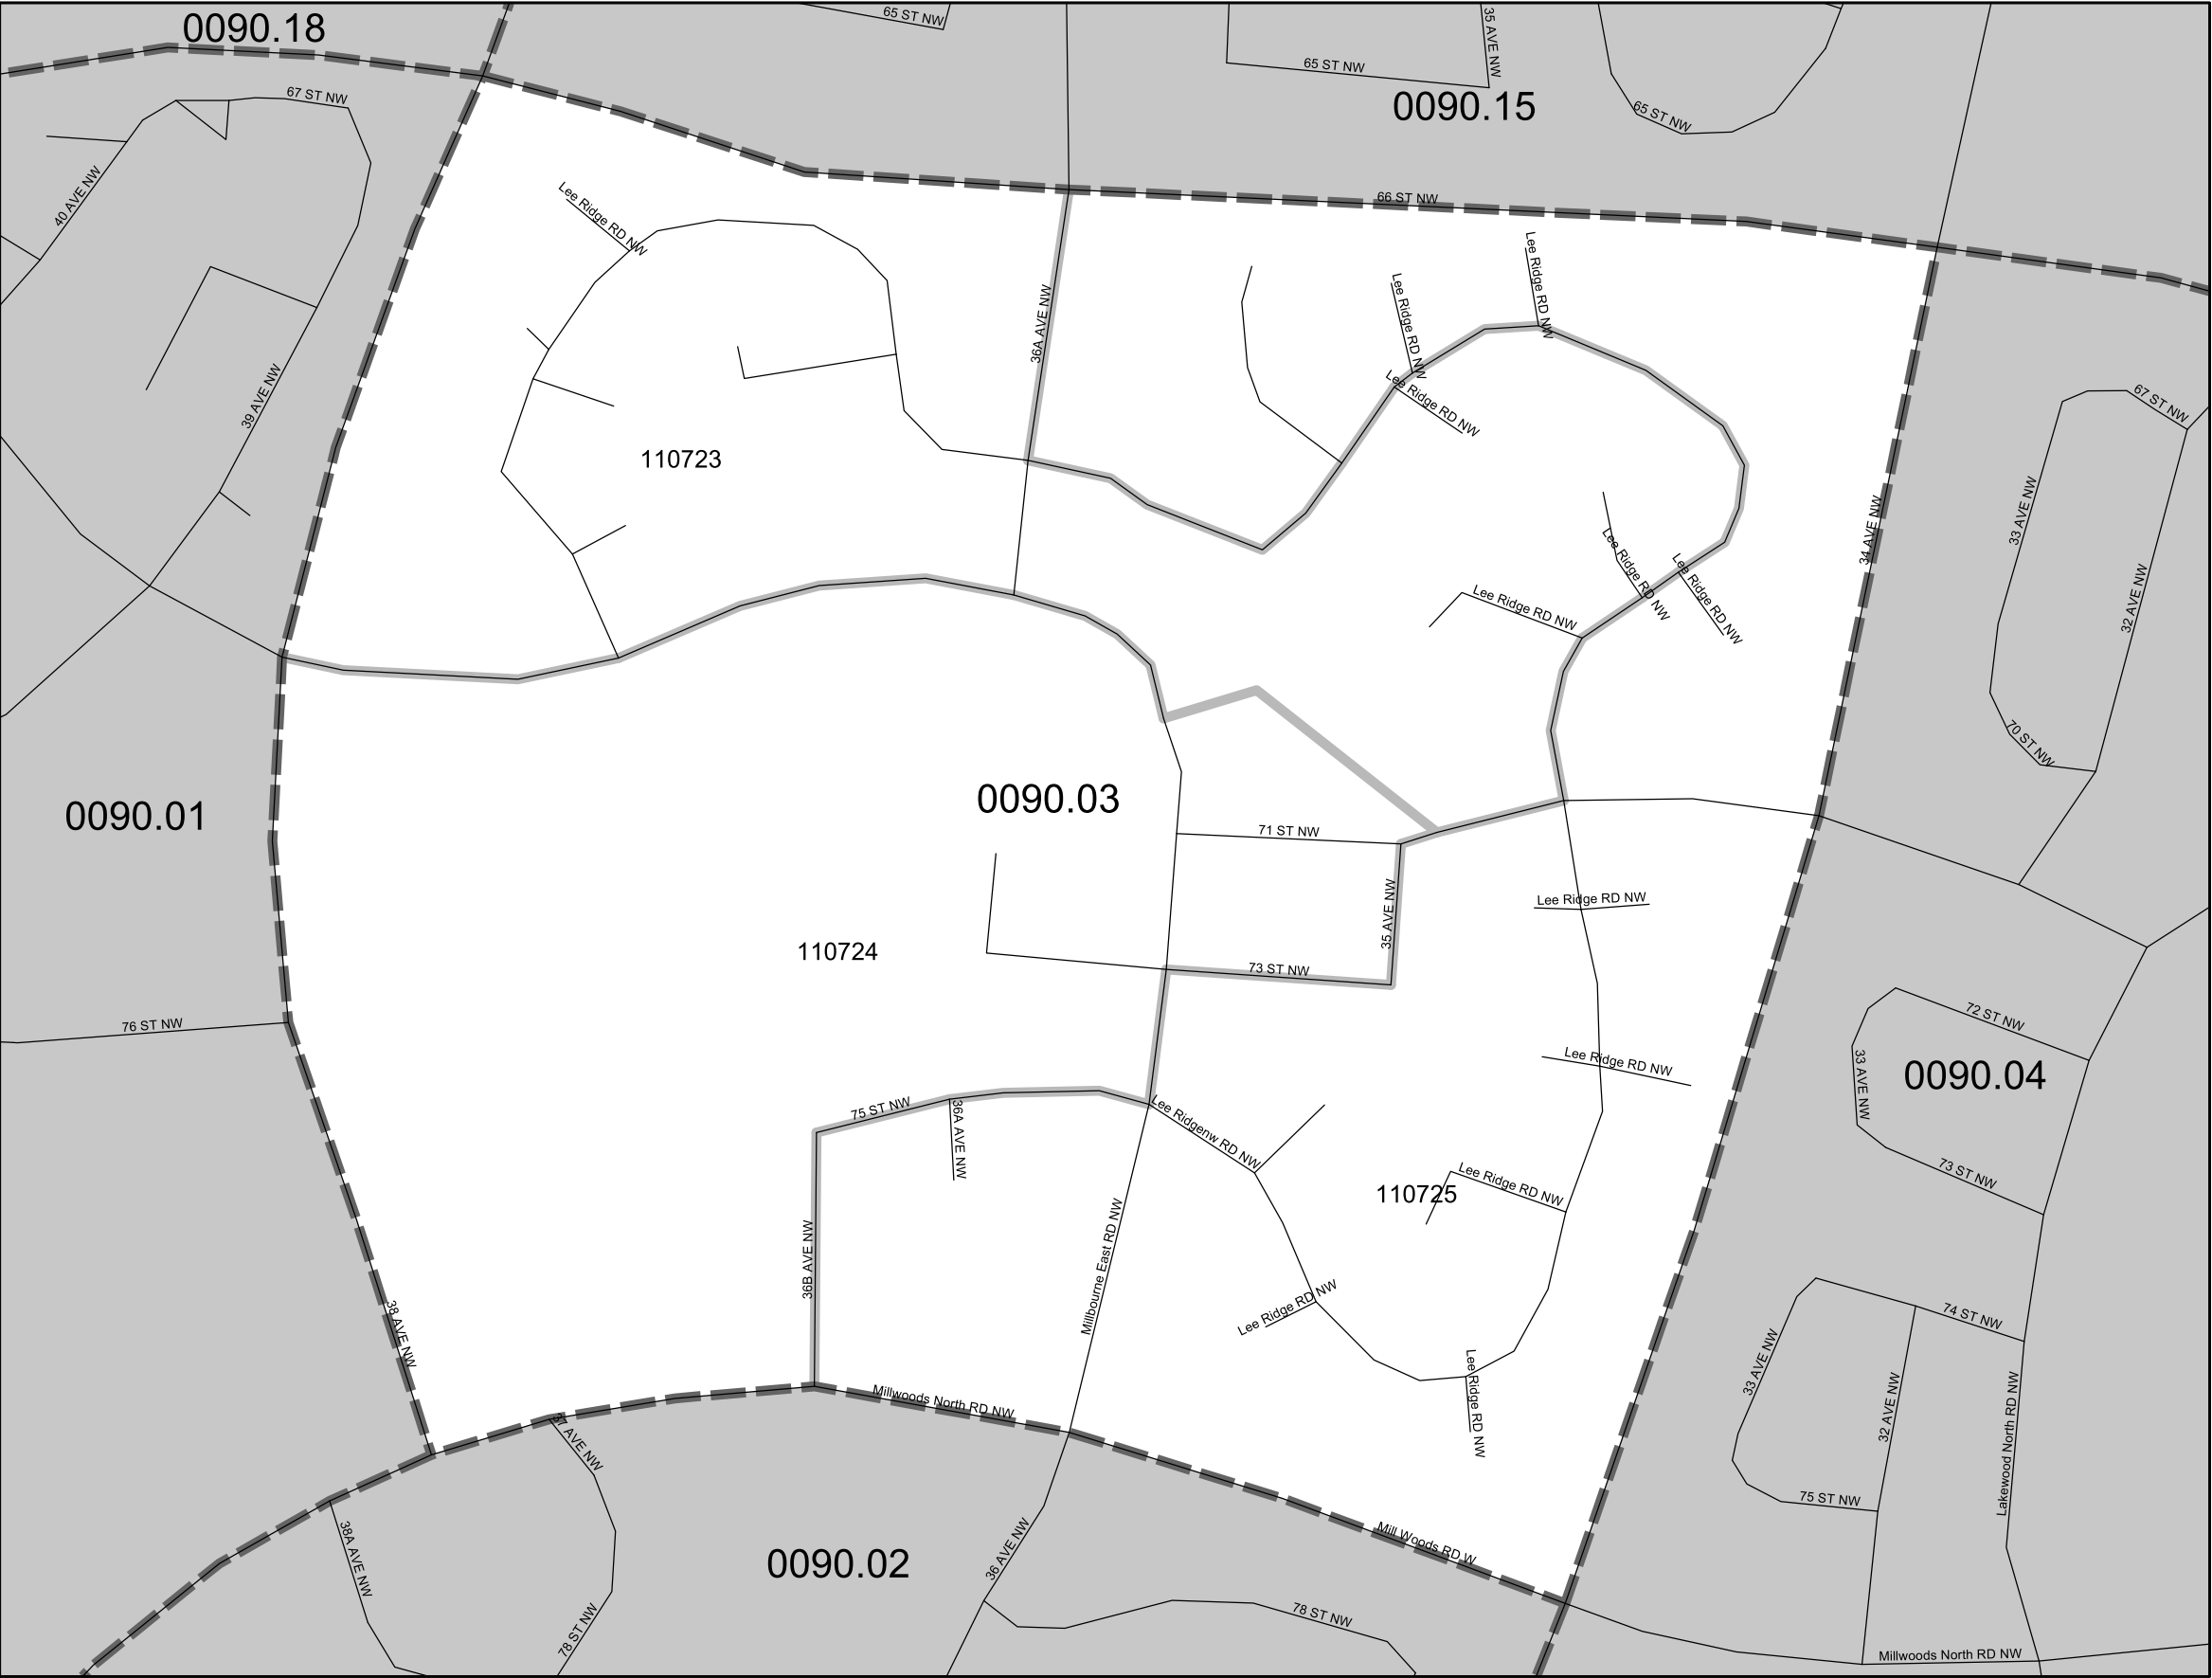 65 ST NW
35 AVE NW
0090.18
65 ST NW
67 ST NW
0090.15
65 ST NW
40 AVE NW
66 ST NW
Lee Ridge RD NW
Lee Ridge RD NW
Lee Ridge RD NW
36A AVE NW
Lee Ridge RD NW
39 AVE NW
67 ST NW
110723
33 AVE NW
34 AVE NW
32 AVE NW
Lee Ridge RD NW
Lee Ridge RD NW
Lee Ridge RD NW
70 ST NW
0090.03
0090.01
71 ST NW
35 AVE NW
Lee Ridge RD NW
110724
73 ST NW
76 ST NW
72 ST NW
Lee Ridge RD NW
0090.04
33 AVE NW
75 ST NW
36A AVE NW
Lee Ridgenw RD NW
Lee Ridge RD NW
110725
73 ST NW
36B AVE NW
Millbourne East RD NW
Lee Ridge RD NW
38 AVE NW
74 ST NW
33 AVE NW
Lee Ridge RD NW
Millwoods North RD NW
32 AVE NW
Lakewood North RD NW
37 AVE NW
75 ST NW
38A AVE NW
0090.02
36 AVE NW
Mill Woods RD W
78 ST NW
78 ST NW
Millwoods North RD NW